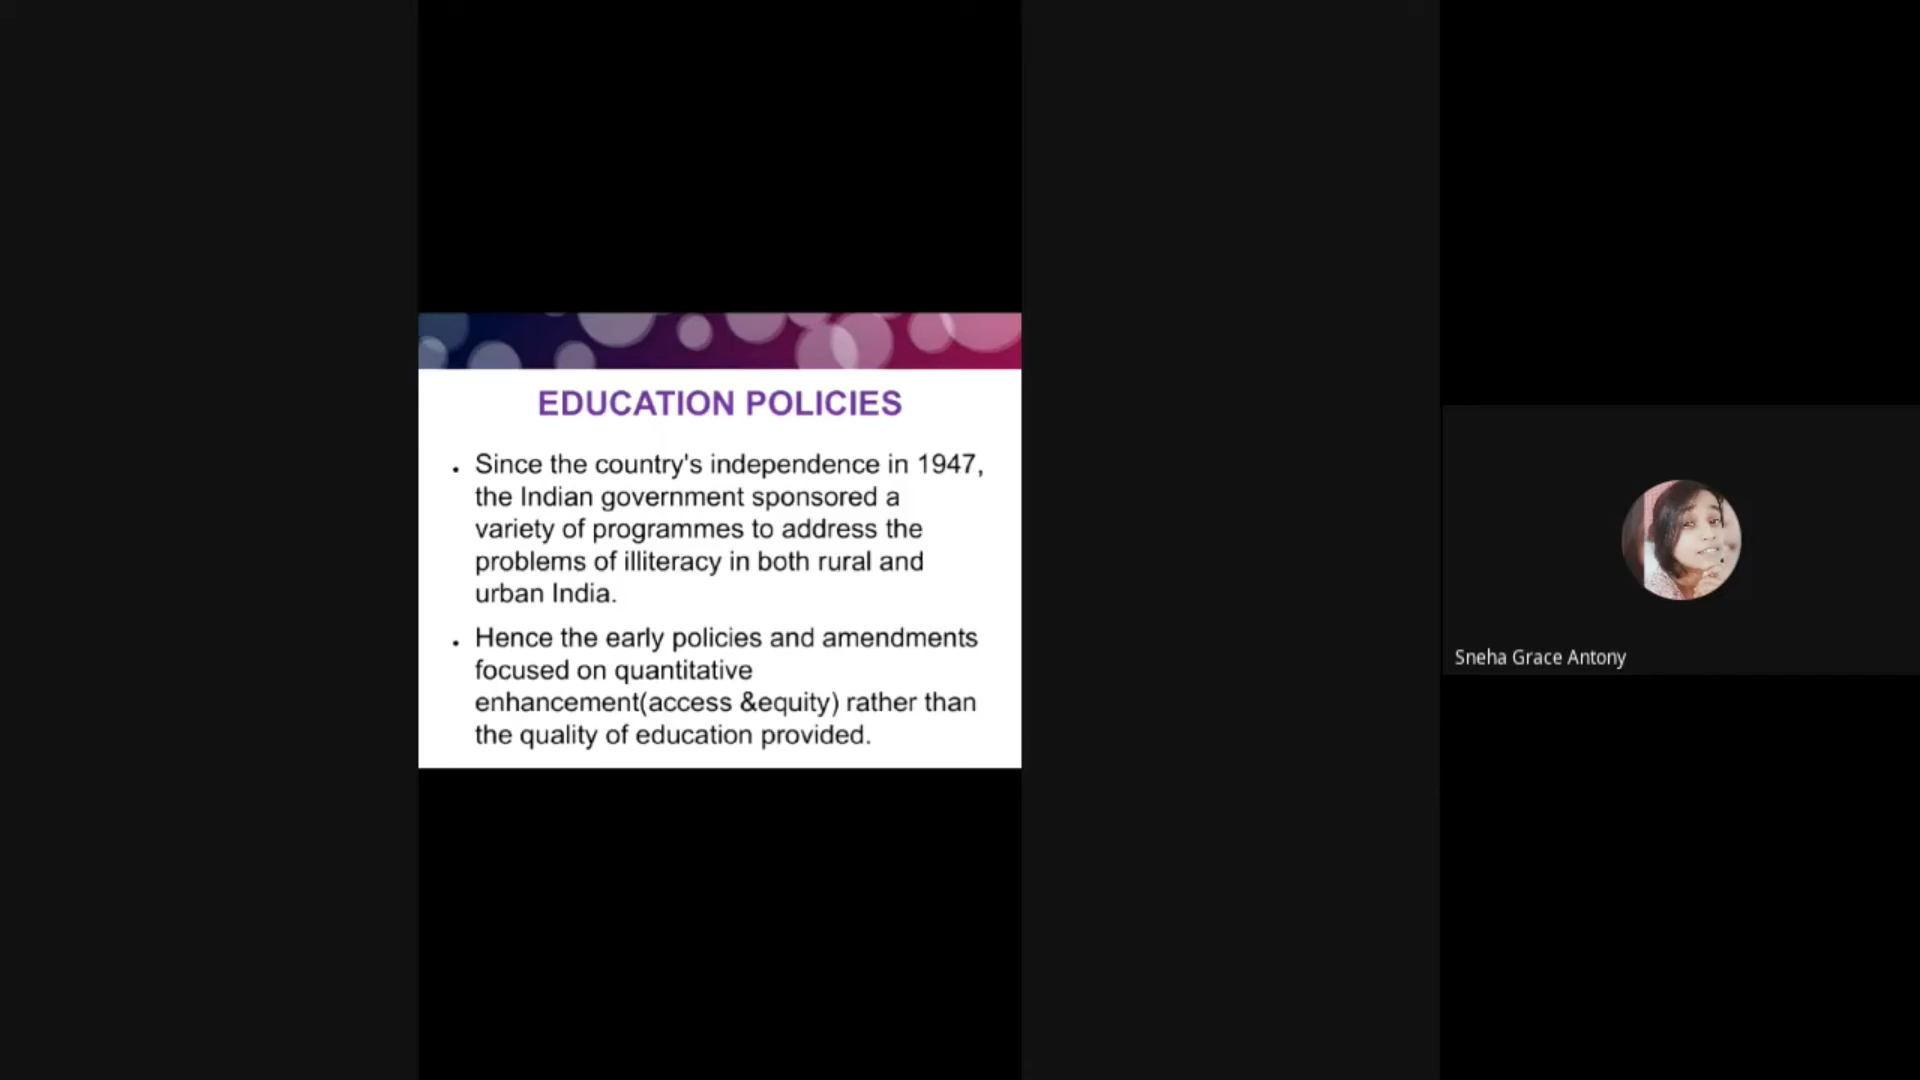 EDUCATION POLICIES
• Since the country's independence in 1947,
the Indian government sponsored a
variety of programmes to address the
problems of illiteracy in both rural and
urban India.
• Hence the early policies and amendments
focused on quantitative
enhancement(access &equity) rather than
the quality of education provided.
Sneha Grace Antony